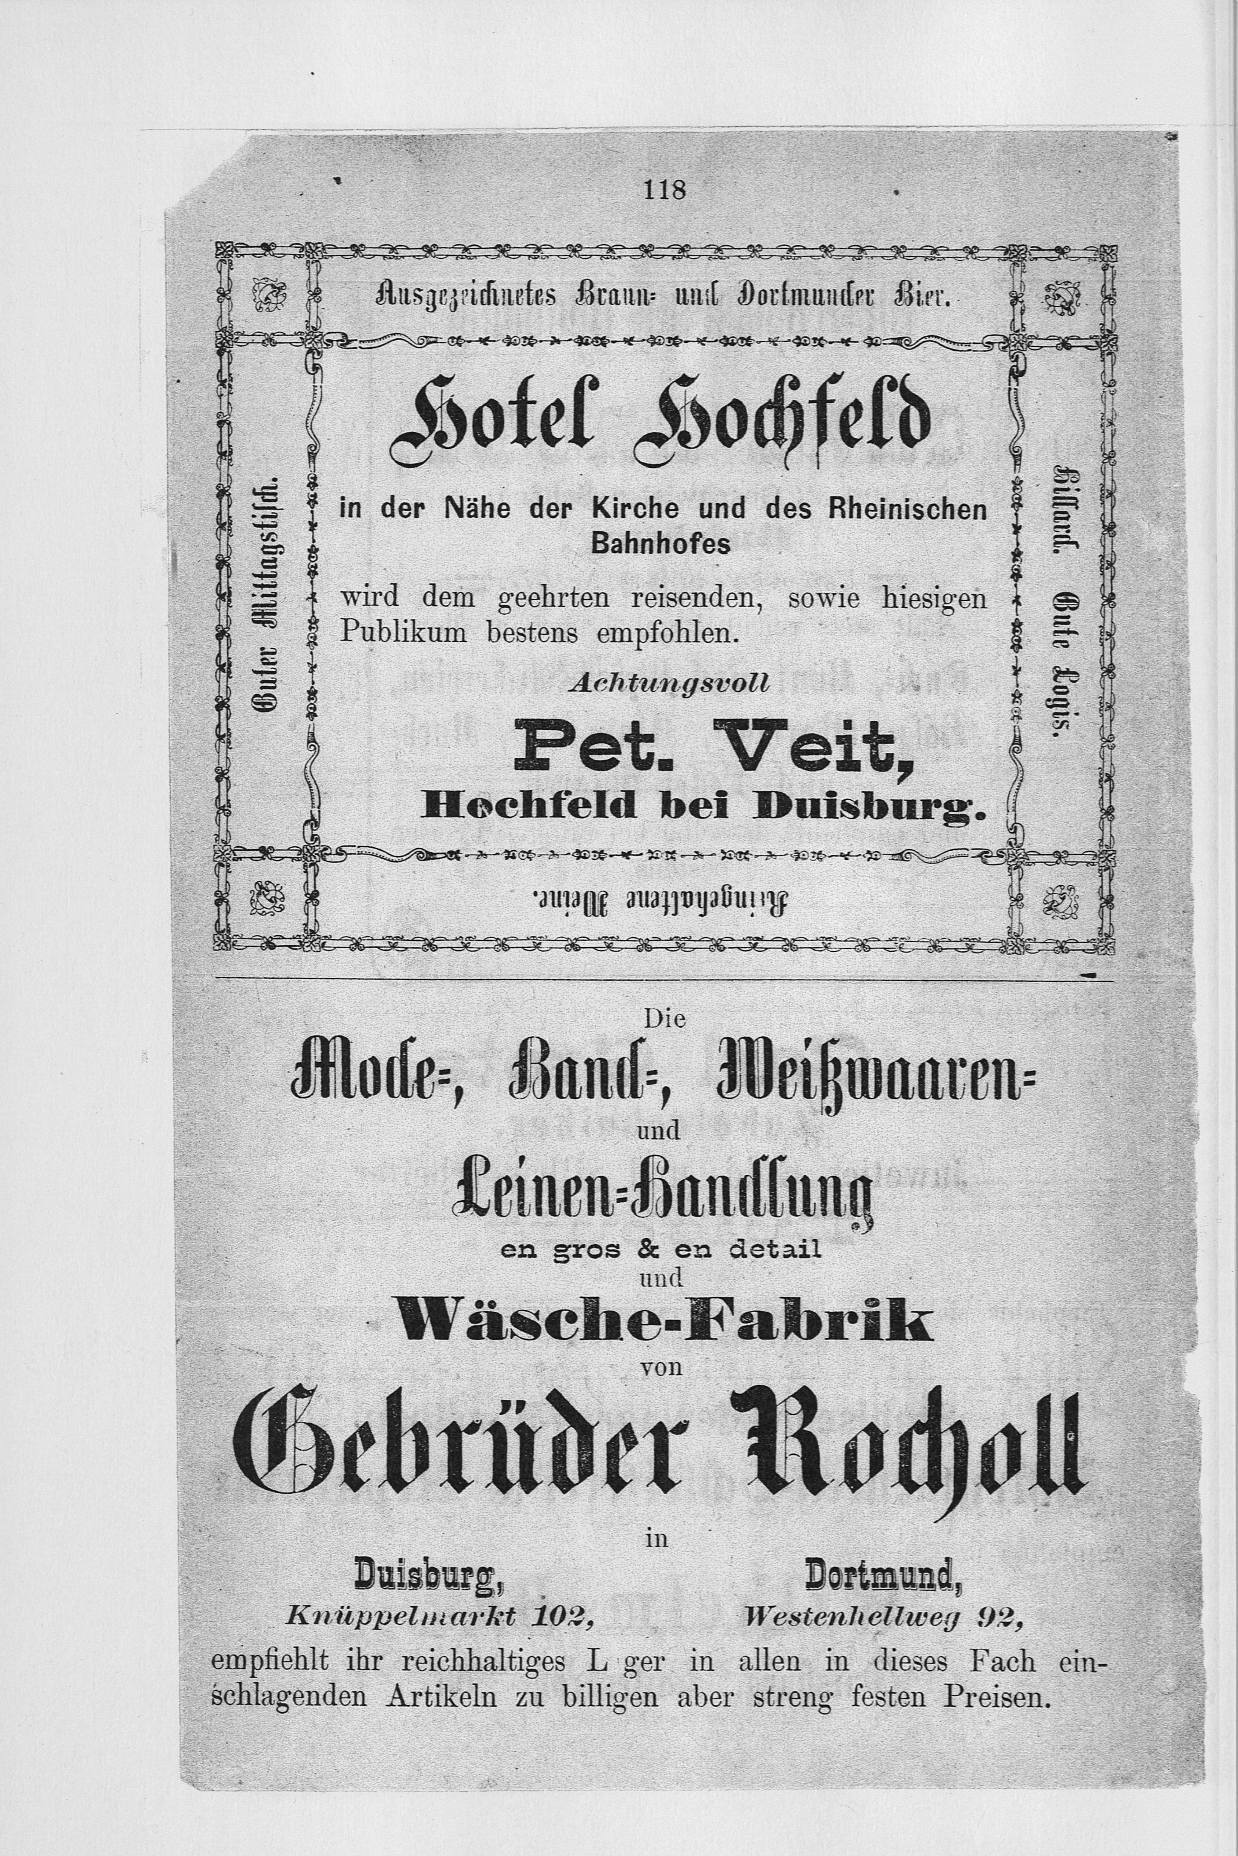 118
Ausgezeichnetes Braun- und Dortmunder Bier.
Guter Mittagstisch.
Hotel Hochfeld
in der Nähe der Kirche und des Rheinischen
Bahnhofes
wird dem geehrten reisenden, sowie hiesigen
Publikum bestens empfohlen.
Achtungsvoll
Pet. Veit,
Hochfeld bei Duisburg.
Billard. Gute Logis.
Reingehaltene Weine.
Die
Mode-, Band-, Weißwaaren-
und
Leinen-Handlung
en gros & en detail
und
Wäsche-Fabrik
von
Gebrüder Rocholl
in
Duisburg, Dortmund,
Knüppelmarkt 102, Westenhellweg 92,
empfiehlt ihr reichhaltiges L ger in allen in dieses Fach ein-
schlagenden Artikeln zu billigen aber streng festen Preisen.